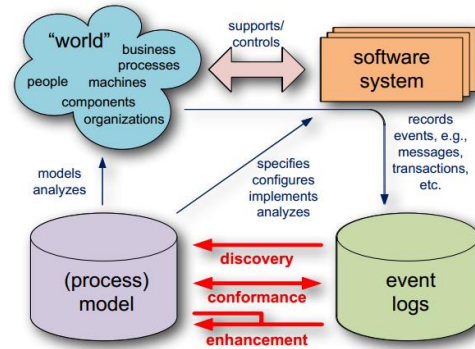 “world”
business
processes
people
machines
components
organizations
supports/
controls
software
system
models
analyzes
specifies
configures
implements
analyzes
records
events, e.g.,
messages,
transactions,
etc.
(process)
model
discovery
conformance
enhancement
event
logs